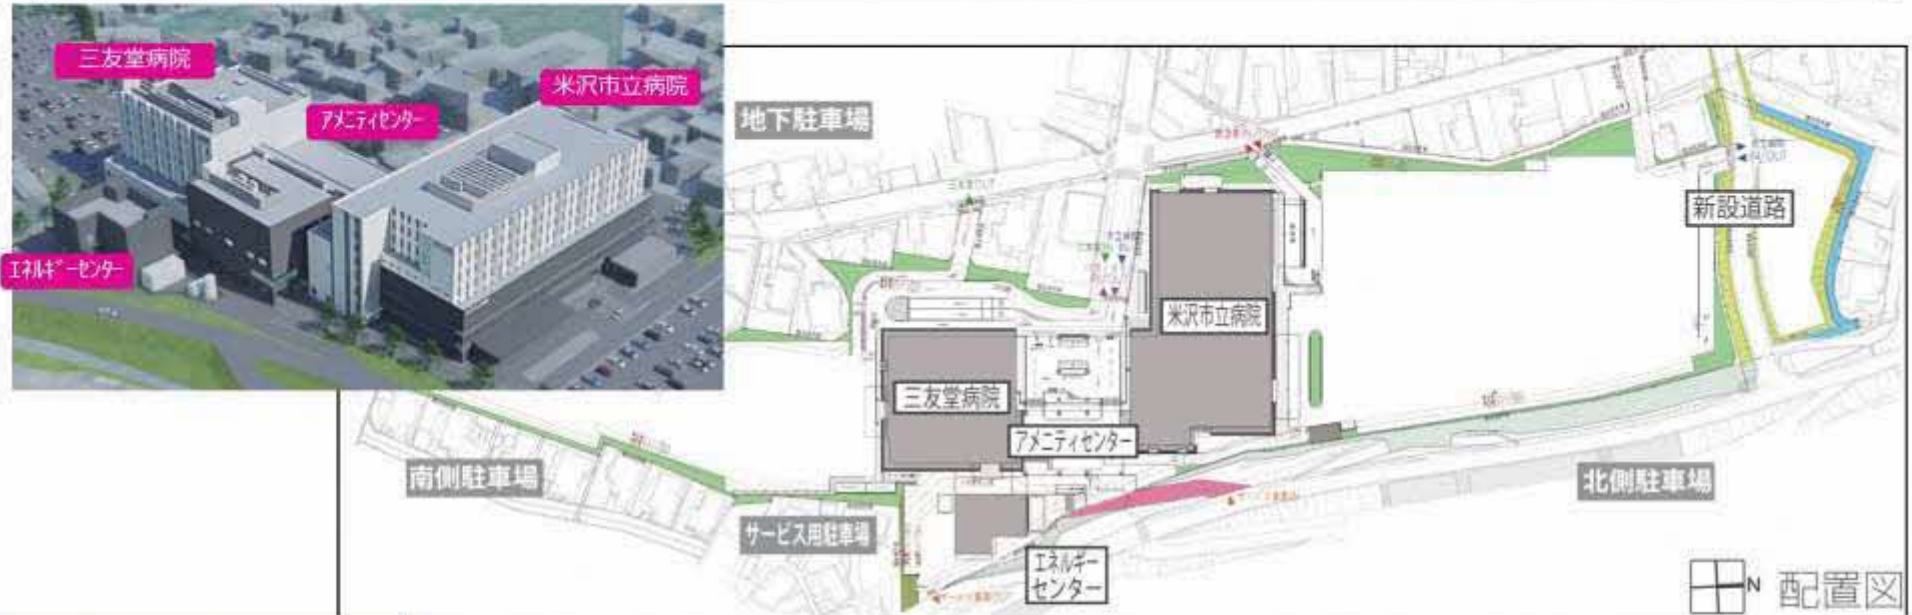 三友堂病院
アメニティセンター
米沢市立病院
エネルギーセンター
地下駐車場
新設道路
米沢市立病院
三友堂病院
アメニティセンター
南側駐車場
サービス用駐車場
エネルギー
センター
北側駐車場
N 配置図